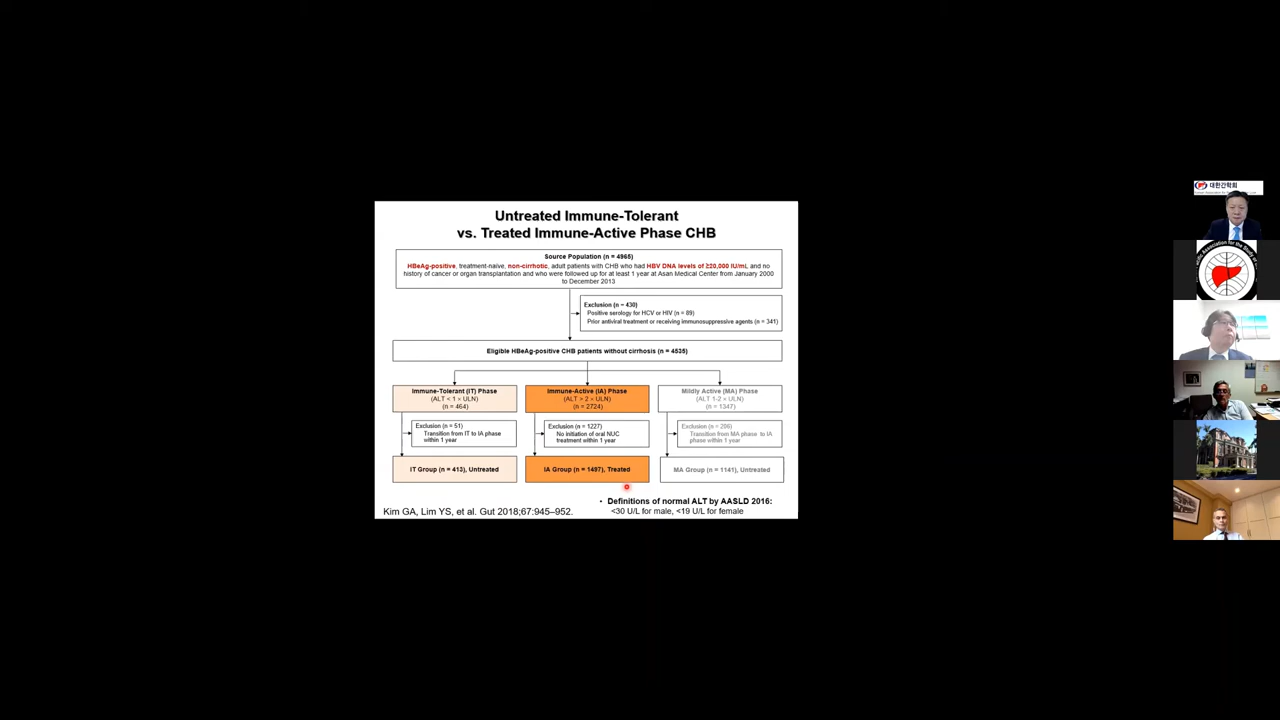 Untreated Immune-Tolerant
vs. Treated Immune-Active Phase CHB
Source Population (n = 4965)
HBeAg-positive, treatment-naïve, non-cirrhotic, adult patients with CHB who had HBV DNA levels of ≥20,000 IU/mL, and no
history of cancer or organ transplantation and who were followed up for at least 1 year at Asan Medical Center from January 2000
to December 2013
Exclusion (n = 430)
Positive serology for HCV or HIV (n = 89)
Prior antiviral treatment or receiving immunosuppressive agents (n = 341)
Eligible HBeAg-positive CHB patients without cirrhosis (n = 4535)
Immune-Tolerant (IT) Phase
(ALT < 1 × ULN)
(n = 464)
Immune-Active (IA) Phase
(ALT > 2 × ULN)
(n = 2724)
Mildly Active (MA) Phase
(ALT 1-2 × ULN)
(n = 1347)
Exclusion (n = 51)
Transition from IT to IA phase
within 1 year
Exclusion (n = 1227)
No initiation of oral NUC
treatment within 1 year
Exclusion (n = 206)
Transition from MA phase to IA
phase within 1 year
IT Group (n = 413), Untreated
IA Group (n = 1497), Treated
MA Group (n = 1141), Untreated
• Definitions of normal ALT by AASLD 2016:
<30 U/L for male, <19 U/L for female
Kim GA, Lim YS, et al. Gut 2018;67:945–952.
대한간학회